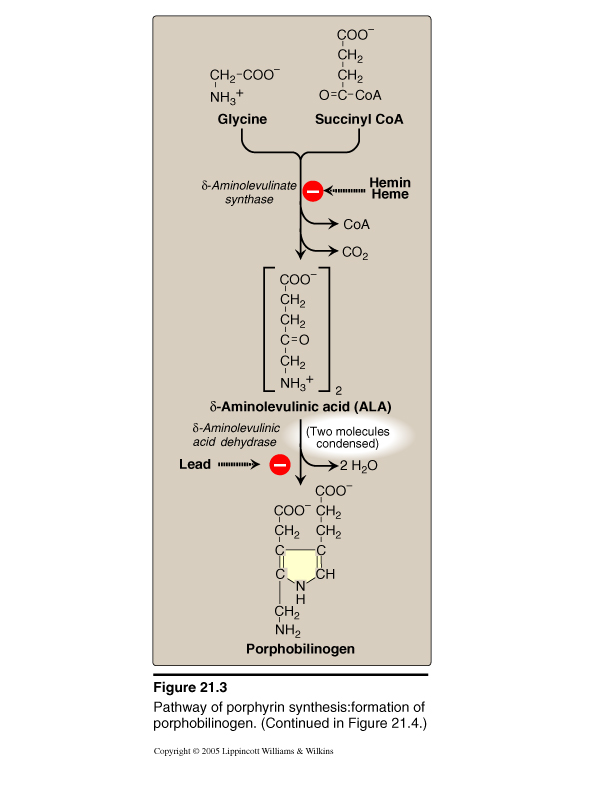 COO⁻
CH₂
CH₂
O=C-CoA
CH₂-COO⁻
NH₃⁺
Glycine
Succinyl CoA
δ-Aminolevulinate
synthase
Hemin
Heme
CoA
CO₂
COO⁻
CH₂
CH₂
C=O
CH₂
NH₃⁺
2
δ-Aminolevulinic acid (ALA)
δ-Aminolevulinic
acid dehydrase
(Two molecules
condensed)
Lead
2 H₂O
COO⁻
COO⁻ CH₂
CH₂ CH₂
C C
C CH
N
H
CH₂
NH₂
Porphobilinogen
Figure 21.3
Pathway of porphyrin synthesis:formation of
porphobilinogen. (Continued in Figure 21.4.)
Copyright © 2005 Lippincott Williams & Wilkins